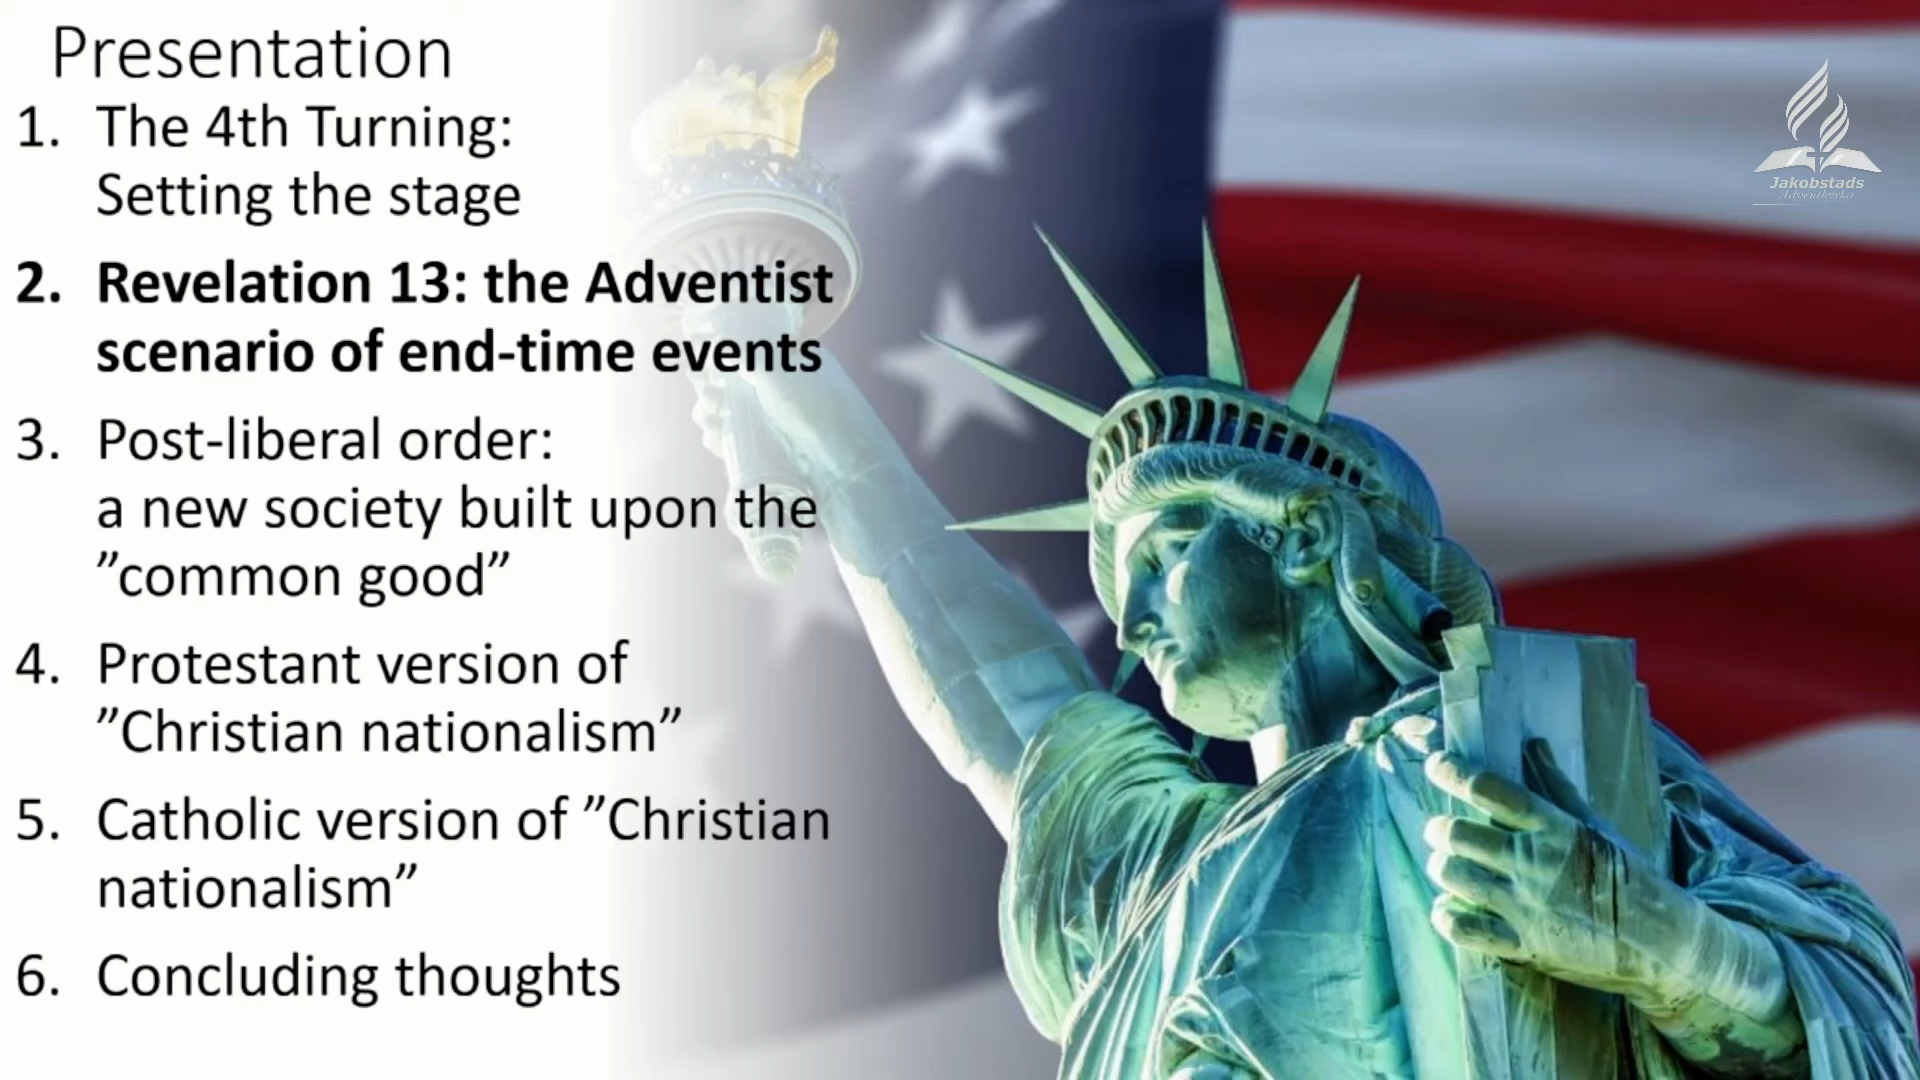 Presentation
1. The 4th Turning:
Setting the stage
2. Revelation 13: the Adventist
scenario of end-time events
3. Post-liberal order:
a new society built upon the
”common good”
4. Protestant version of
”Christian nationalism”
5. Catholic version of ”Christian
nationalism”
6. Concluding thoughts
Jakobstads
Adventkyrka